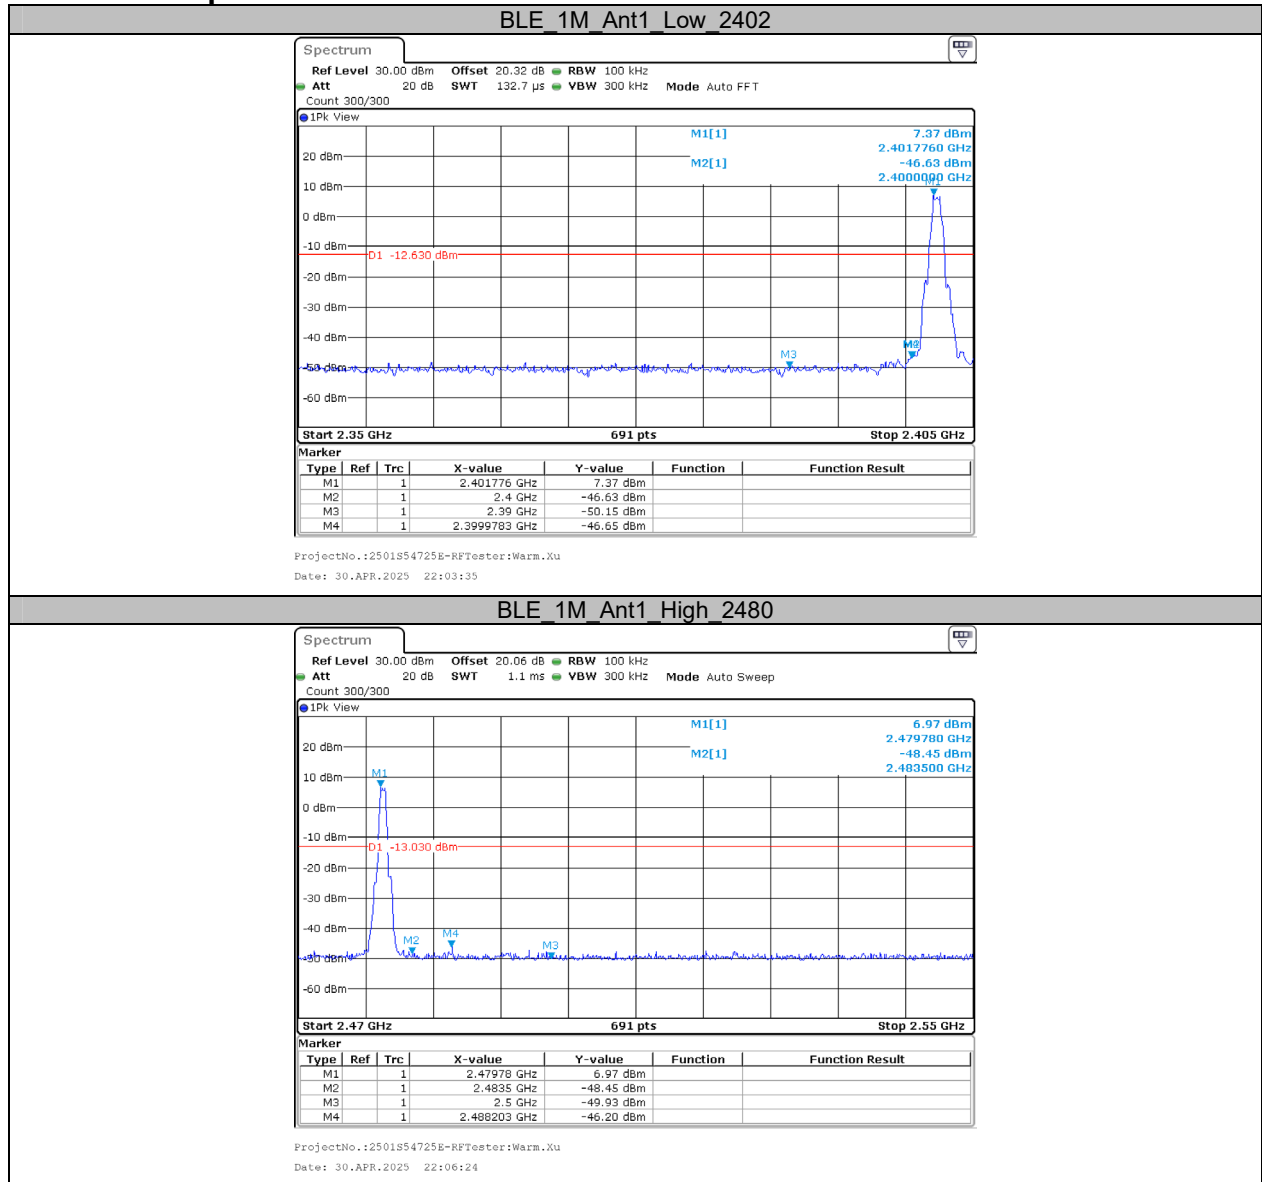 BLE_1M_Ant1_Low_2402
Spectrum
Ref Level 30.00 dBm Offset 20.32 dB RBW 100 kHz
Att 20 dB SWT 132.7 µs VBW 300 kHz Mode Auto FFT
Count 300/300
1Pk View
M1[1] 7.37 dBm
2.4017760 GHz
20 dBm
M2[1] -46.63 dBm
2.4000000 GHz
M1
10 dBm
0 dBm
-10 dBm
D1 -12.630 dBm
-20 dBm
-30 dBm
-40 dBm
M3
-50 dBm
-60 dBm
Start 2.35 GHz 691 pts Stop 2.405 GHz
Marker
Type Ref Trc X-value Y-value Function Function Result
M1 1 2.401776 GHz 7.37 dBm
M2 1 2.4 GHz -46.63 dBm
M3 1 2.39 GHz -50.15 dBm
M4 1 2.3999783 GHz -46.65 dBm
ProjectNo.:2501S54725E-RFTester:Warm.Xu
Date: 30.APR.2025 22:03:35
BLE_1M_Ant1_High_2480
Spectrum
Ref Level 30.00 dBm Offset 20.06 dB RBW 100 kHz
Att 20 dB SWT 1.1 ms VBW 300 kHz Mode Auto Sweep
Count 300/300
1Pk View
M1[1] 6.97 dBm
2.479780 GHz
20 dBm
M2[1] -48.45 dBm
2.483500 GHz
M1
10 dBm
0 dBm
-10 dBm
D1 -13.030 dBm
-20 dBm
-30 dBm
-40 dBm
M2 M4 M3
-50 dBm
-60 dBm
Start 2.47 GHz 691 pts Stop 2.55 GHz
Marker
Type Ref Trc X-value Y-value Function Function Result
M1 1 2.47978 GHz 6.97 dBm
M2 1 2.4835 GHz -48.45 dBm
M3 1 2.5 GHz -49.93 dBm
M4 1 2.488203 GHz -46.20 dBm
ProjectNo.:2501S54725E-RFTester:Warm.Xu
Date: 30.APR.2025 22:06:24